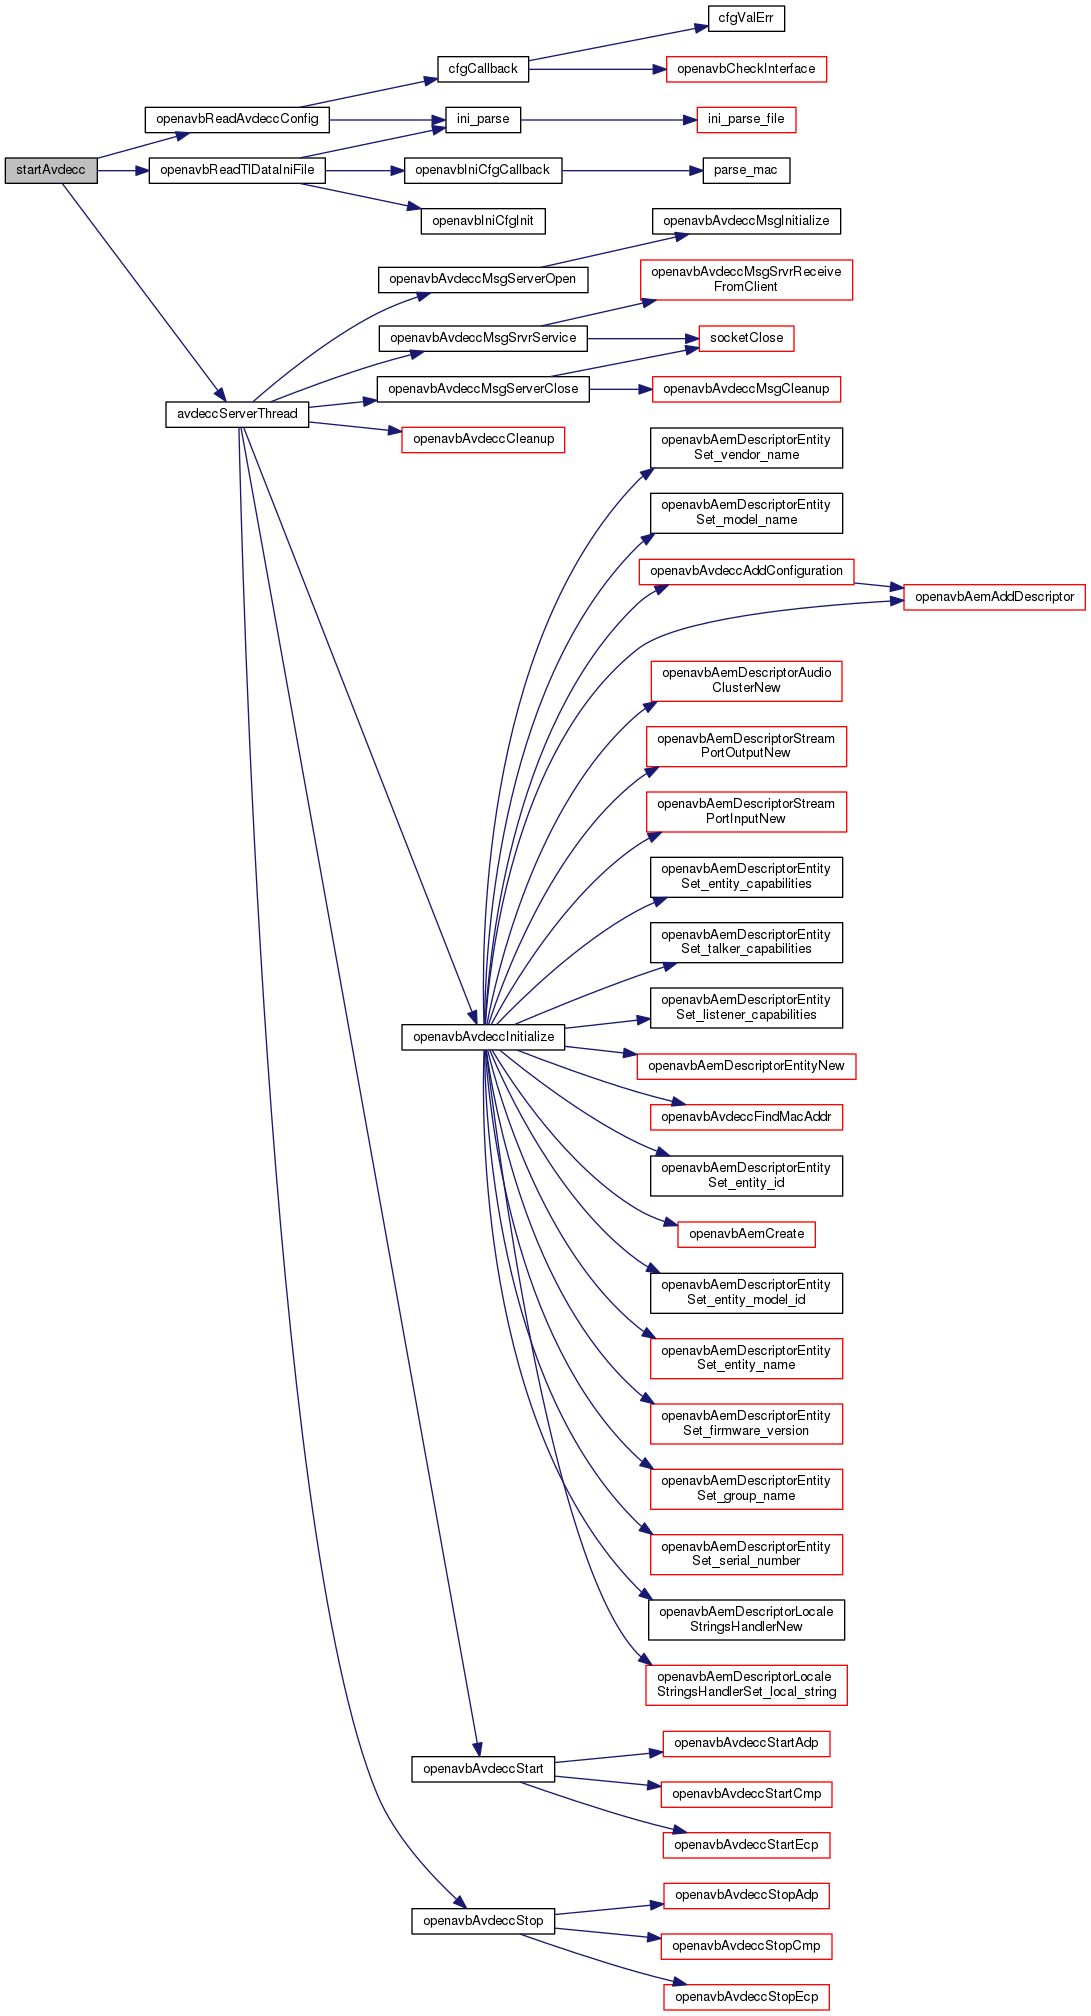 cfgValErr
cfgCallback
openavbCheckInterface
openavbReadAvdeccConfig
ini_parse
ini_parse_file
startAvdecc
openavbReadTlDataIniFile
openavbIniCfgCallback
parse_mac
openavbIniCfgInit
openavbAvdeccMsgInitialize
openavbAvdeccMsgServerOpen
openavbAvdeccMsgSrvrReceive
FromClient
openavbAvdeccMsgSrvrService
socketClose
openavbAvdeccMsgServerClose
openavbAvdeccMsgCleanup
avdeccServerThread
openavbAvdeccCleanup
openavbAemDescriptorEntity
Set_vendor_name
openavbAemDescriptorEntity
Set_model_name
openavbAvdeccAddConfiguration
openavbAemAddDescriptor
openavbAemDescriptorAudio
ClusterNew
openavbAemDescriptorStream
PortOutputNew
openavbAemDescriptorStream
PortInputNew
openavbAemDescriptorEntity
Set_entity_capabilities
openavbAemDescriptorEntity
Set_talker_capabilities
openavbAemDescriptorEntity
Set_listener_capabilities
openavbAvdeccInitialize
openavbAemDescriptorEntityNew
openavbAvdeccFindMacAddr
openavbAemDescriptorEntity
Set_entity_id
openavbAemCreate
openavbAemDescriptorEntity
Set_entity_model_id
openavbAemDescriptorEntity
Set_entity_name
openavbAemDescriptorEntity
Set_firmware_version
openavbAemDescriptorEntity
Set_group_name
openavbAemDescriptorEntity
Set_serial_number
openavbAemDescriptorLocale
StringsHandlerNew
openavbAemDescriptorLocale
StringsHandlerSet_local_string
openavbAvdeccStart
openavbAvdeccStartAdp
openavbAvdeccStartCmp
openavbAvdeccStartEcp
openavbAvdeccStop
openavbAvdeccStopAdp
openavbAvdeccStopCmp
openavbAvdeccStopEcp